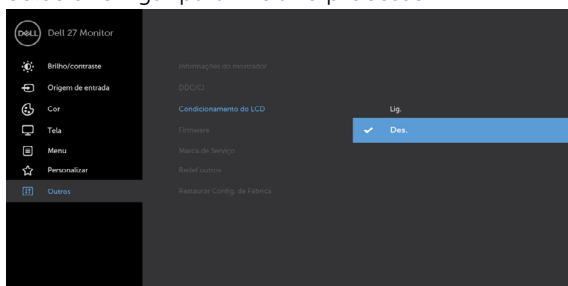 DELL Dell 27 Monitor
Brilho/contraste
Origem de entrada
Cor
Tela
Menu
Personalizar
Outros
Informações do mostrador
DDC/CI
Condicionamento do LCD
Firmware
Marca de Serviço
Redef outros
Restaurar Config. de Fábrica
Lig.
Des.